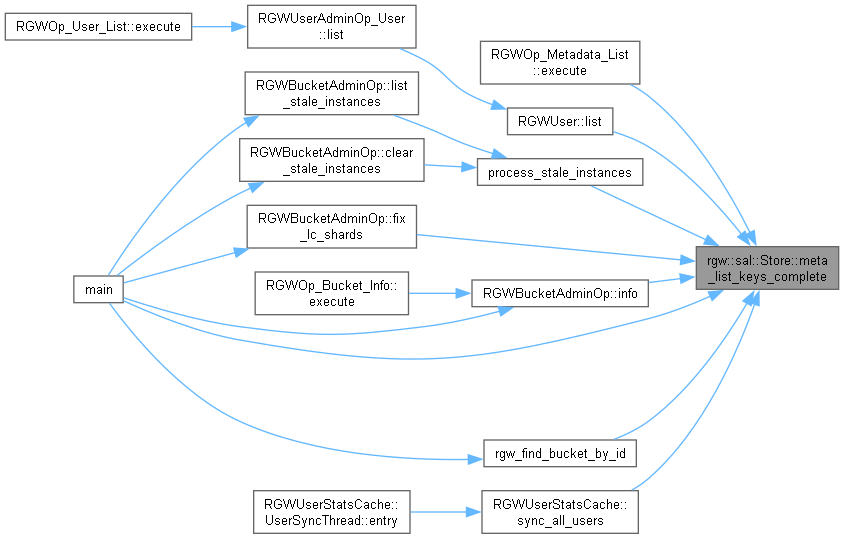 RGWOp_User_List::execute
RGWUserAdminOp_User
::list
RGWOp_Metadata_List
::execute
RGWBucketAdminOp::list
_stale_instances
RGWUser::list
RGWBucketAdminOp::clear
_stale_instances
process_stale_instances
RGWBucketAdminOp::fix
_lc_shards
rgw::sal::Store::meta
_list_keys_complete
main
RGWOp_Bucket_Info::
execute
RGWBucketAdminOp::info
rgw_find_bucket_by_id
RGWUserStatsCache::
UserSyncThread::entry
RGWUserStatsCache::
sync_all_users